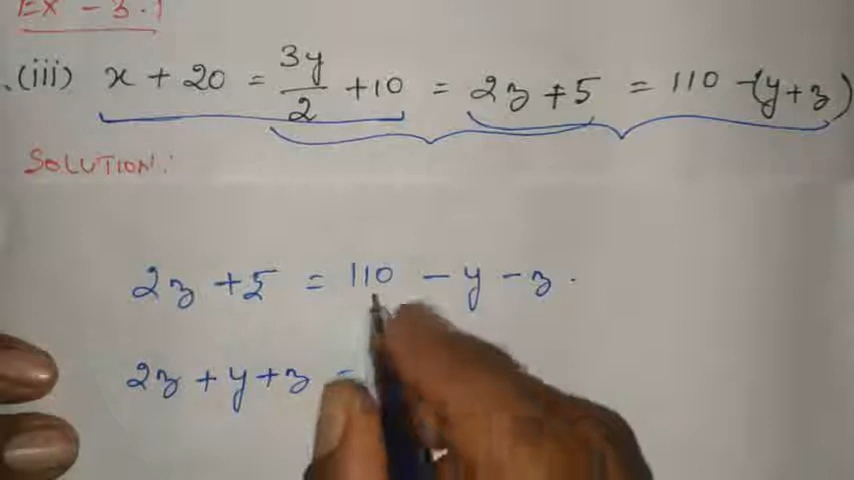 Ex - 3.1
.(iii) x + 20 = 3y/2 + 10 = 2z + 5 = 110 - (y + z)
SOLUTION:
2z + 5 = 110 - y - z.
2z + y + z =